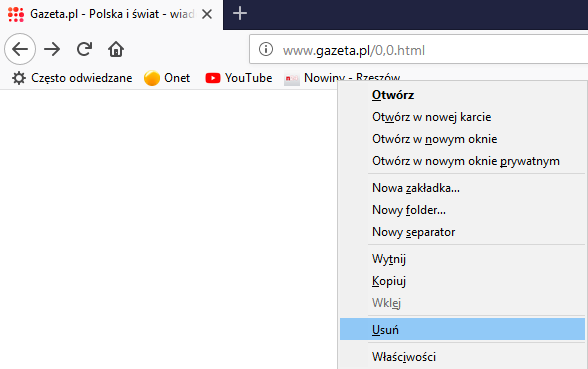 Gazeta.pl - Polska i świat - wiad
www.gazeta.pl/0,0.html
Często odwiedzane Onet YouTube Nowiny - Rzeszów
Otwórz
Otwórz w nowej karcie
Otwórz w nowym oknie
Otwórz w nowym oknie prywatnym
Nowa zakładka...
Nowy folder...
Nowy separator
Wytnij
Kopiuj
Wklej
Usuń
Właściwości